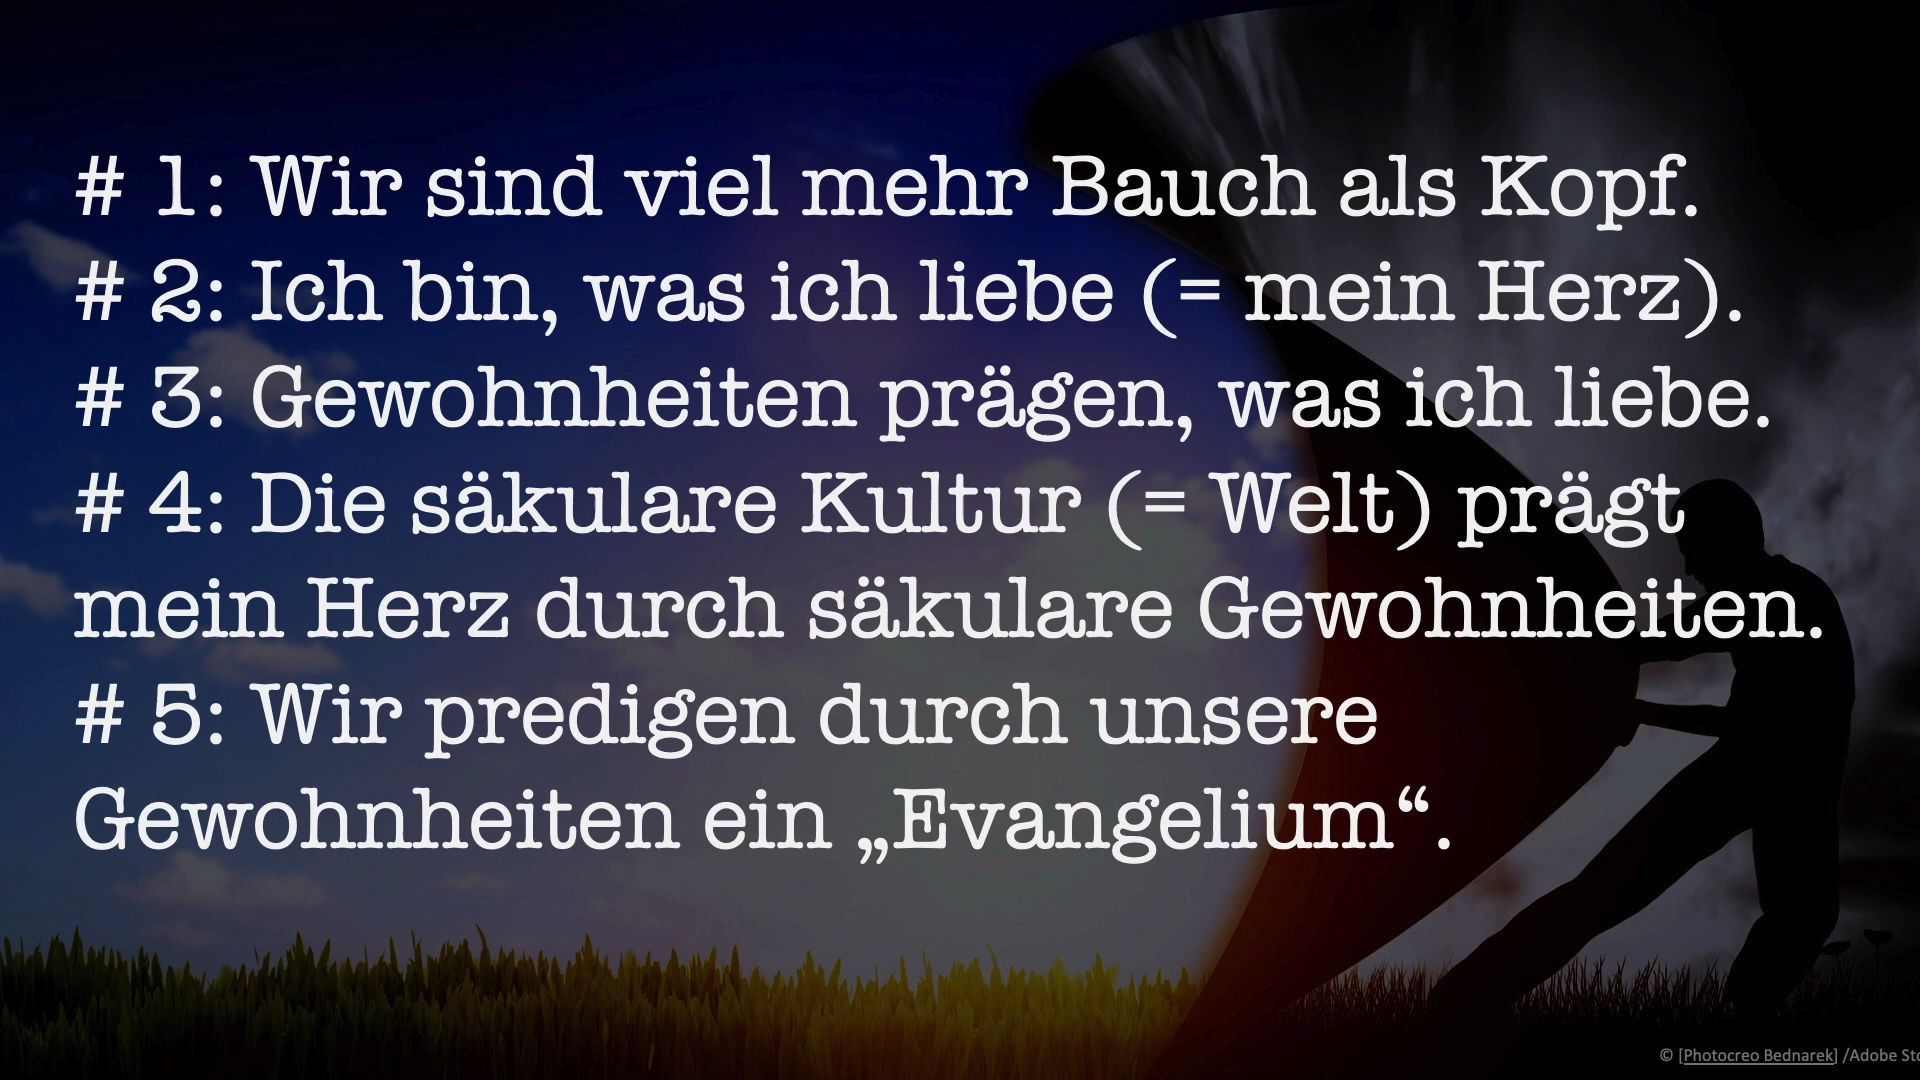 # 1: Wir sind viel mehr Bauch als Kopf.
# 2: Ich bin, was ich liebe (= mein Herz).
# 3: Gewohnheiten prägen, was ich liebe.
# 4: Die säkulare Kultur (= Welt) prägt
mein Herz durch säkulare Gewohnheiten.
# 5: Wir predigen durch unsere
Gewohnheiten ein „Evangelium“.
© [Photocreo Bednarek] /Adobe Sto